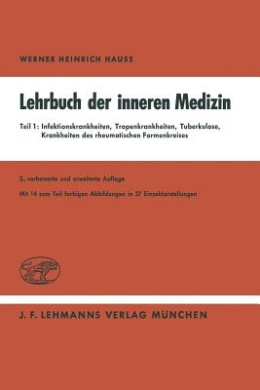 WERNER HEINRICH HAUSS
Lehrbuch der inneren Medizin
Teil 1: Infektionskrankheiten, Tropenkrankheiten, Tuberkulose,
Krankheiten des rheumatischen Formenkreises
2. verbesserte und erweiterte Auflage
Mit 14 zum Teil farbigen Abbildungen in 27 Einzeldarstellungen
J. F. LEHMANNS VERLAG MÜNCHEN